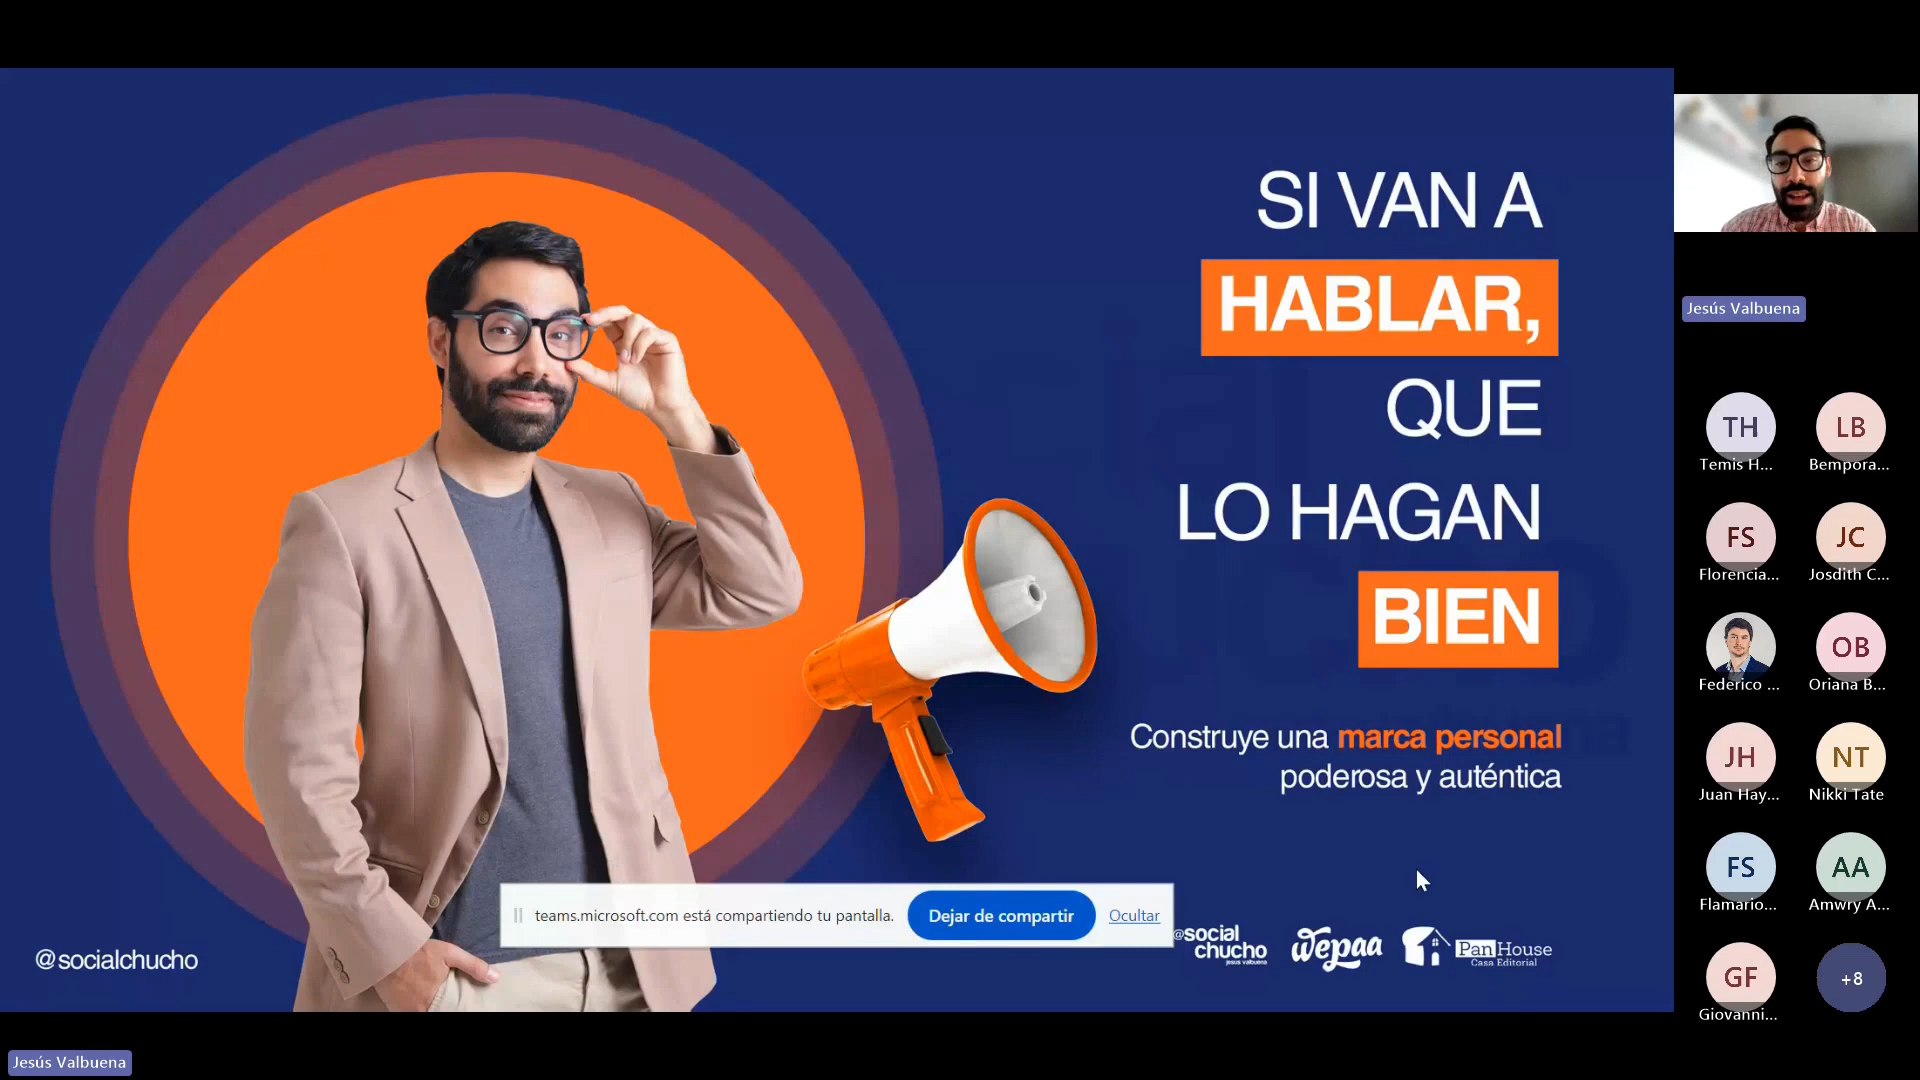 SI VAN A
HABLAR,
QUE
LO HAGAN
BIEN
Construye una marca personal
poderosa y auténtica
teams.microsoft.com está compartiendo tu pantalla.
Dejar de compartir
Ocultar
@socialchucho
@social
chucho
jesús valbuena
wepaa
PanHouse
Casa Editorial
Jesús Valbuena
Jesús Valbuena
TH
Temis H...
LB
Bempora...
FS
Florencia...
JC
Josdith C...
Federico ...
OB
Oriana B...
JH
Juan Hay...
NT
Nikki Tate
FS
Flamario...
AA
Amwry A...
GF
Giovanni...
+8